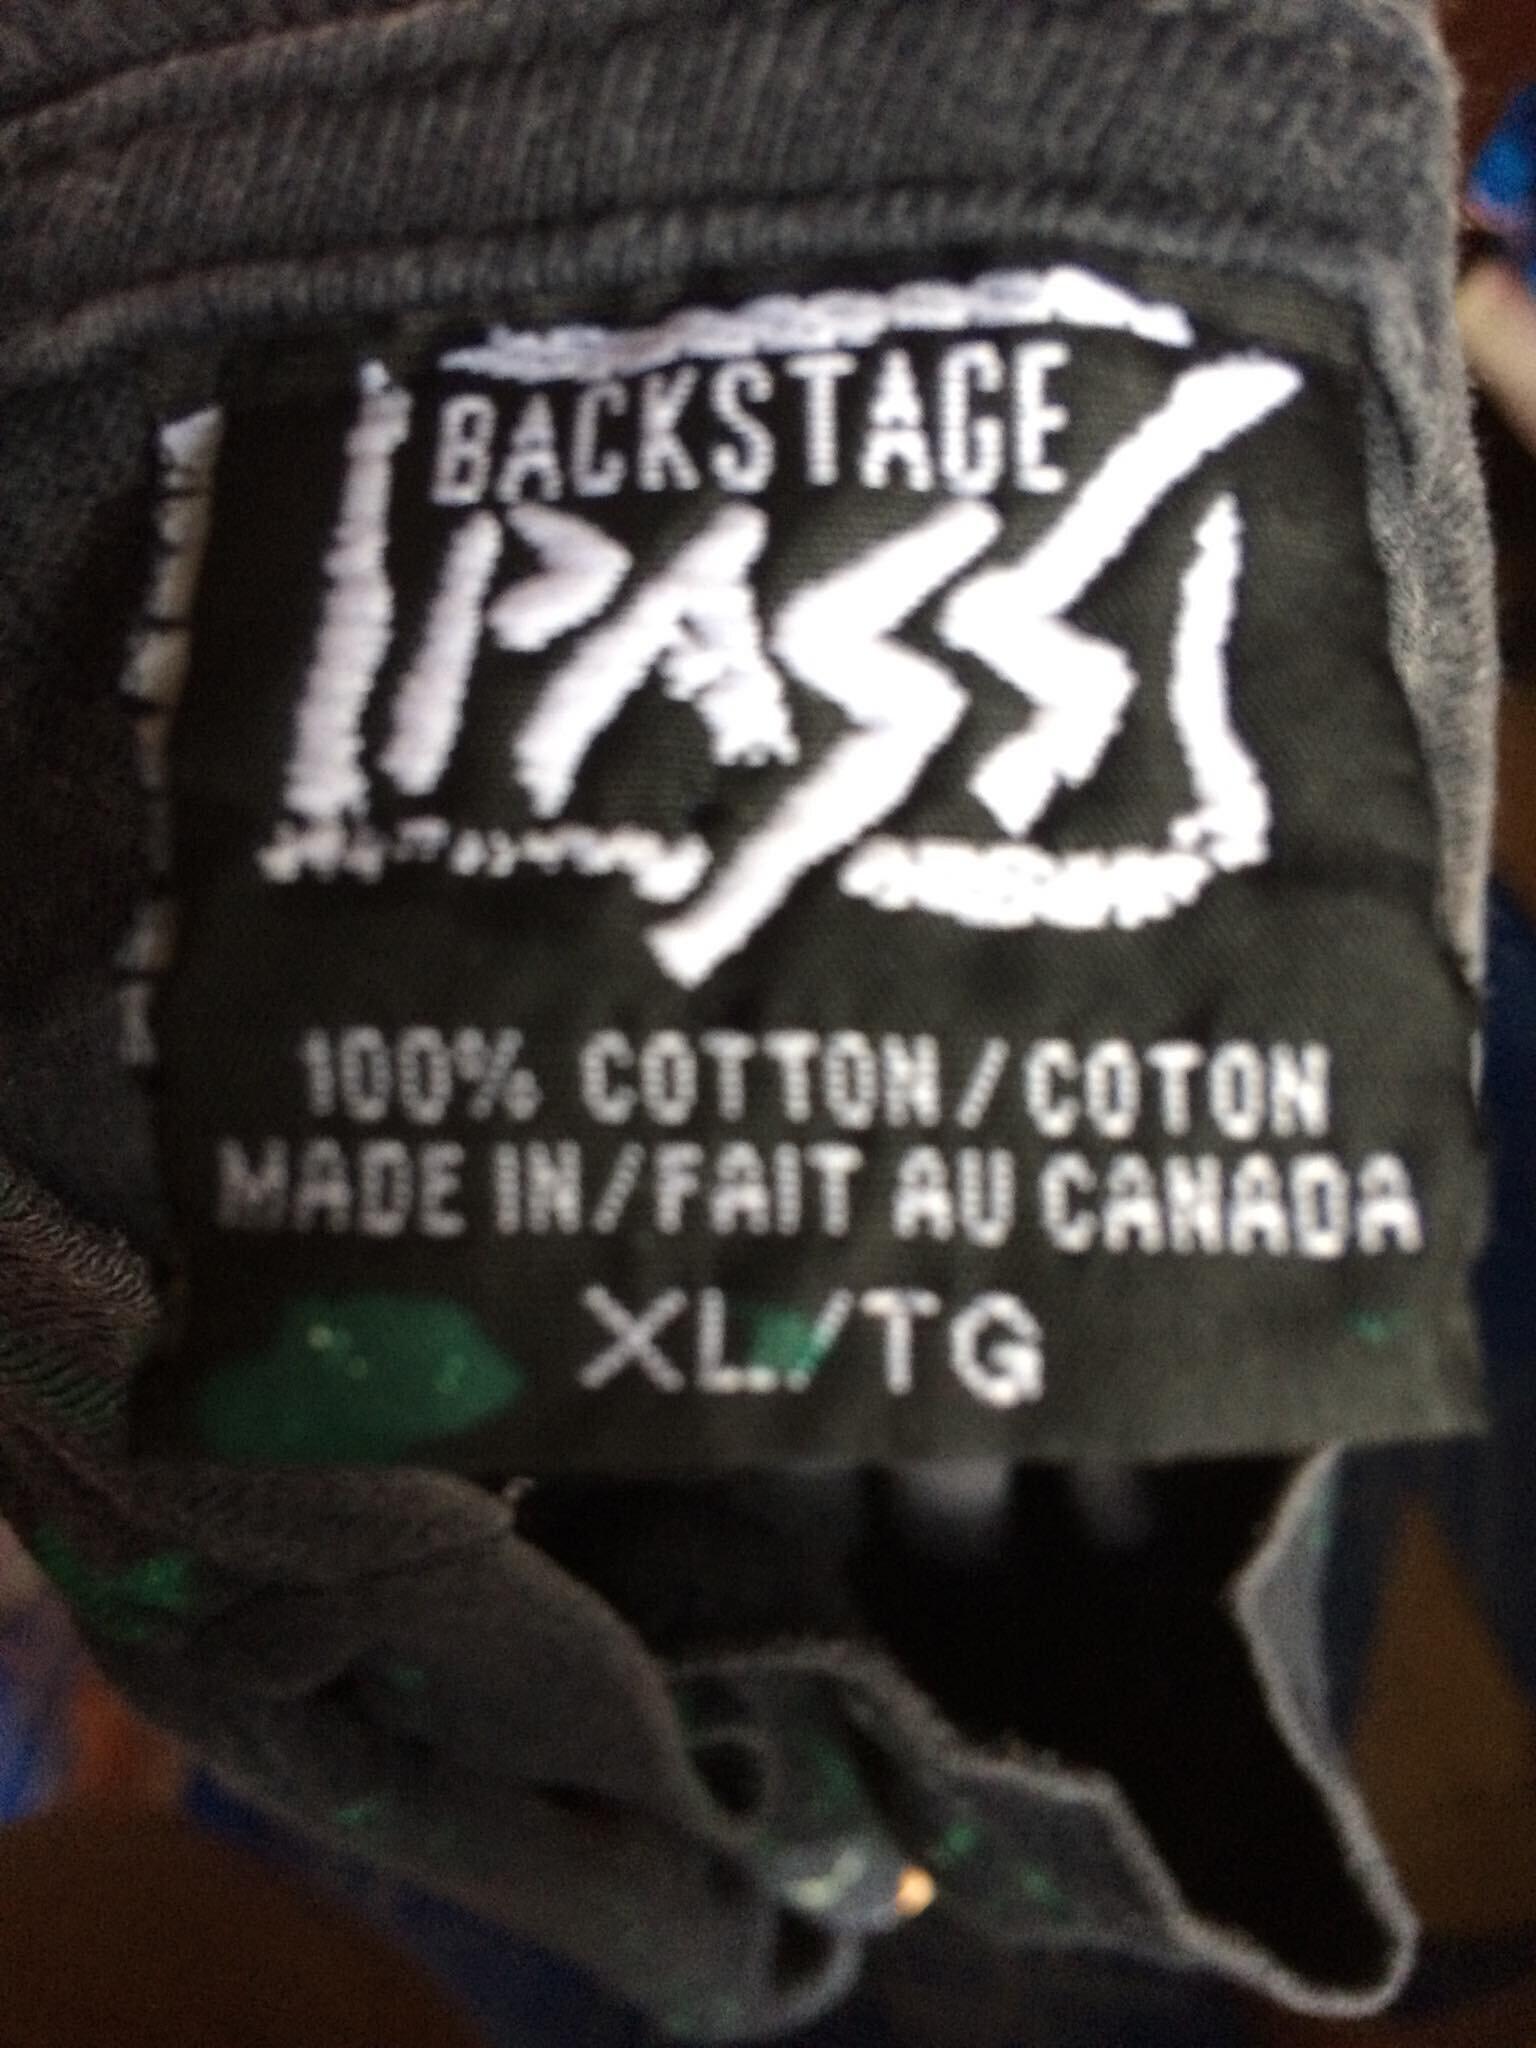 BACKSTAGE
PASS
100% COTTON/COTON
MADE IN/FAIT AU CANADA
XL/TG